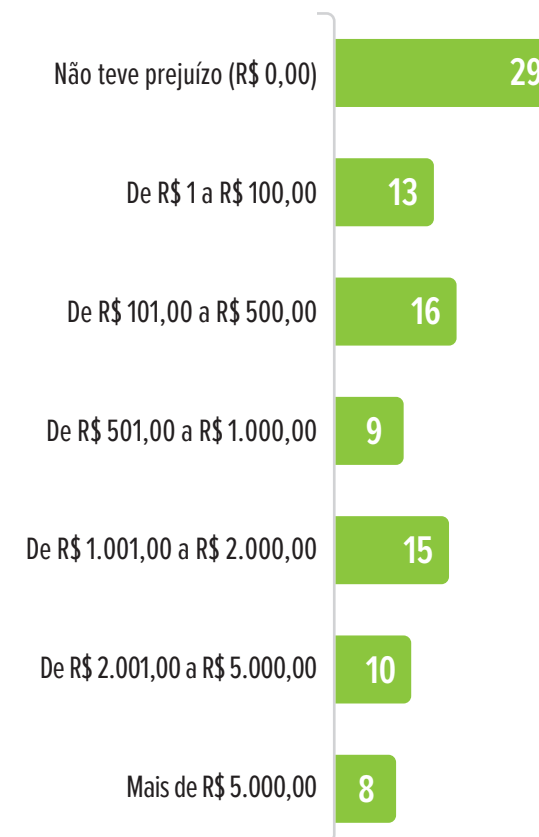 Não teve prejuízo (R$ 0,00) 29
De R$ 1 a R$ 100,00 13
De R$ 101,00 a R$ 500,00 16
De R$ 501,00 a R$ 1.000,00 9
De R$ 1.001,00 a R$ 2.000,00 15
De R$ 2.001,00 a R$ 5.000,00 10
Mais de R$ 5.000,00 8